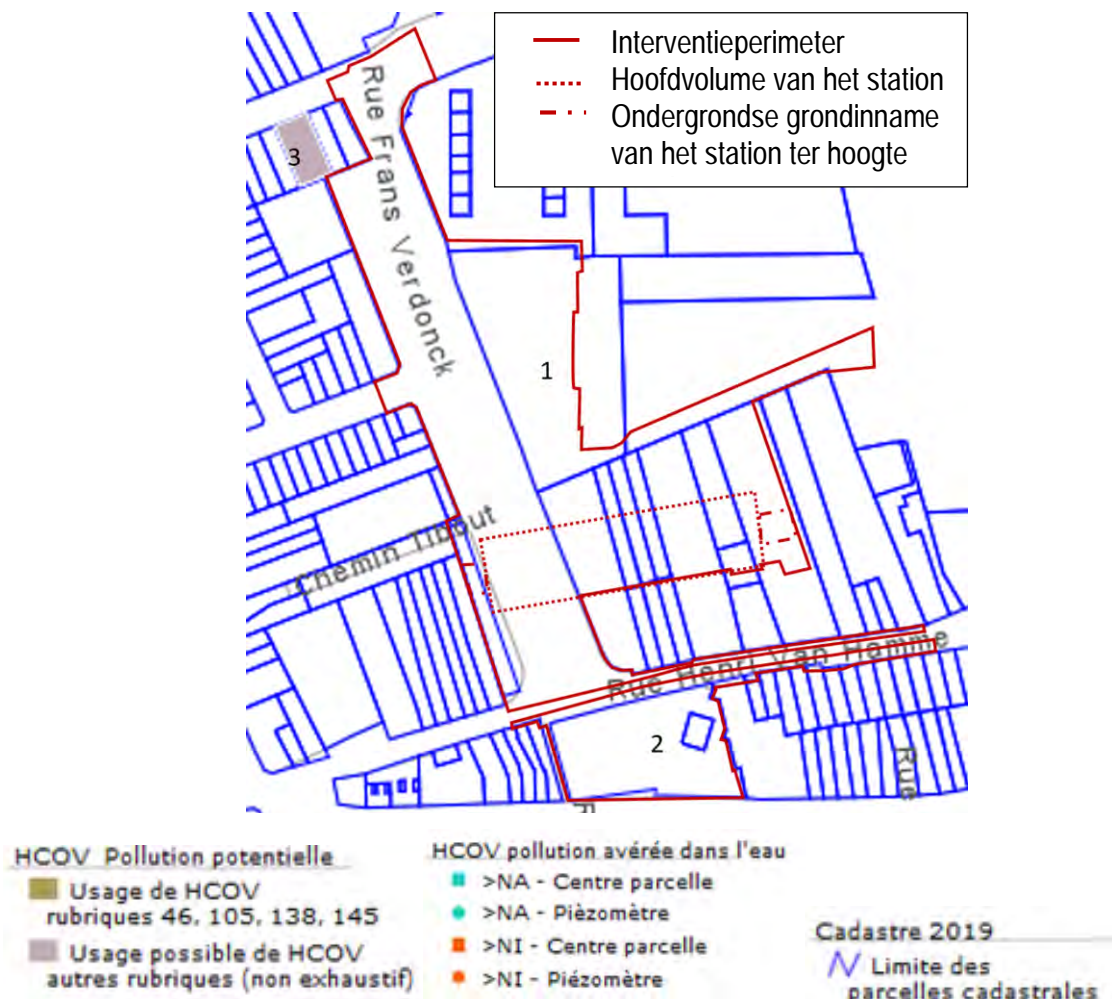 Interventieperimeter
Hoofdvolume van het station
Ondergrondse grondinname
van het station ter hoogte
Rue Frans Verdonck
3
1
Chemin Tibout
Rue Henri Van Hamme
2
Rue
R
HCOV Pollution potentielle
Usage de HCOV
rubriques 46, 105, 138, 145
Usage possible de HCOV
autres rubriques (non exhaustif)
HCOV pollution avérée dans l'eau
>NA - Centre parcelle
>NA - Pièzomètre
>NI - Centre parcelle
>NI - Piézomètre
Cadastre 2019
Limite des
parcelles cadastrales